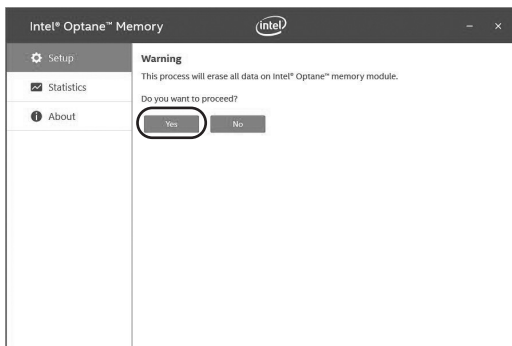 Intel® Optane™ Memory
intel
Setup
Statistics
About
Warning
This process will erase all data on Intel® Optane™ memory module.
Do you want to proceed?
Yes No